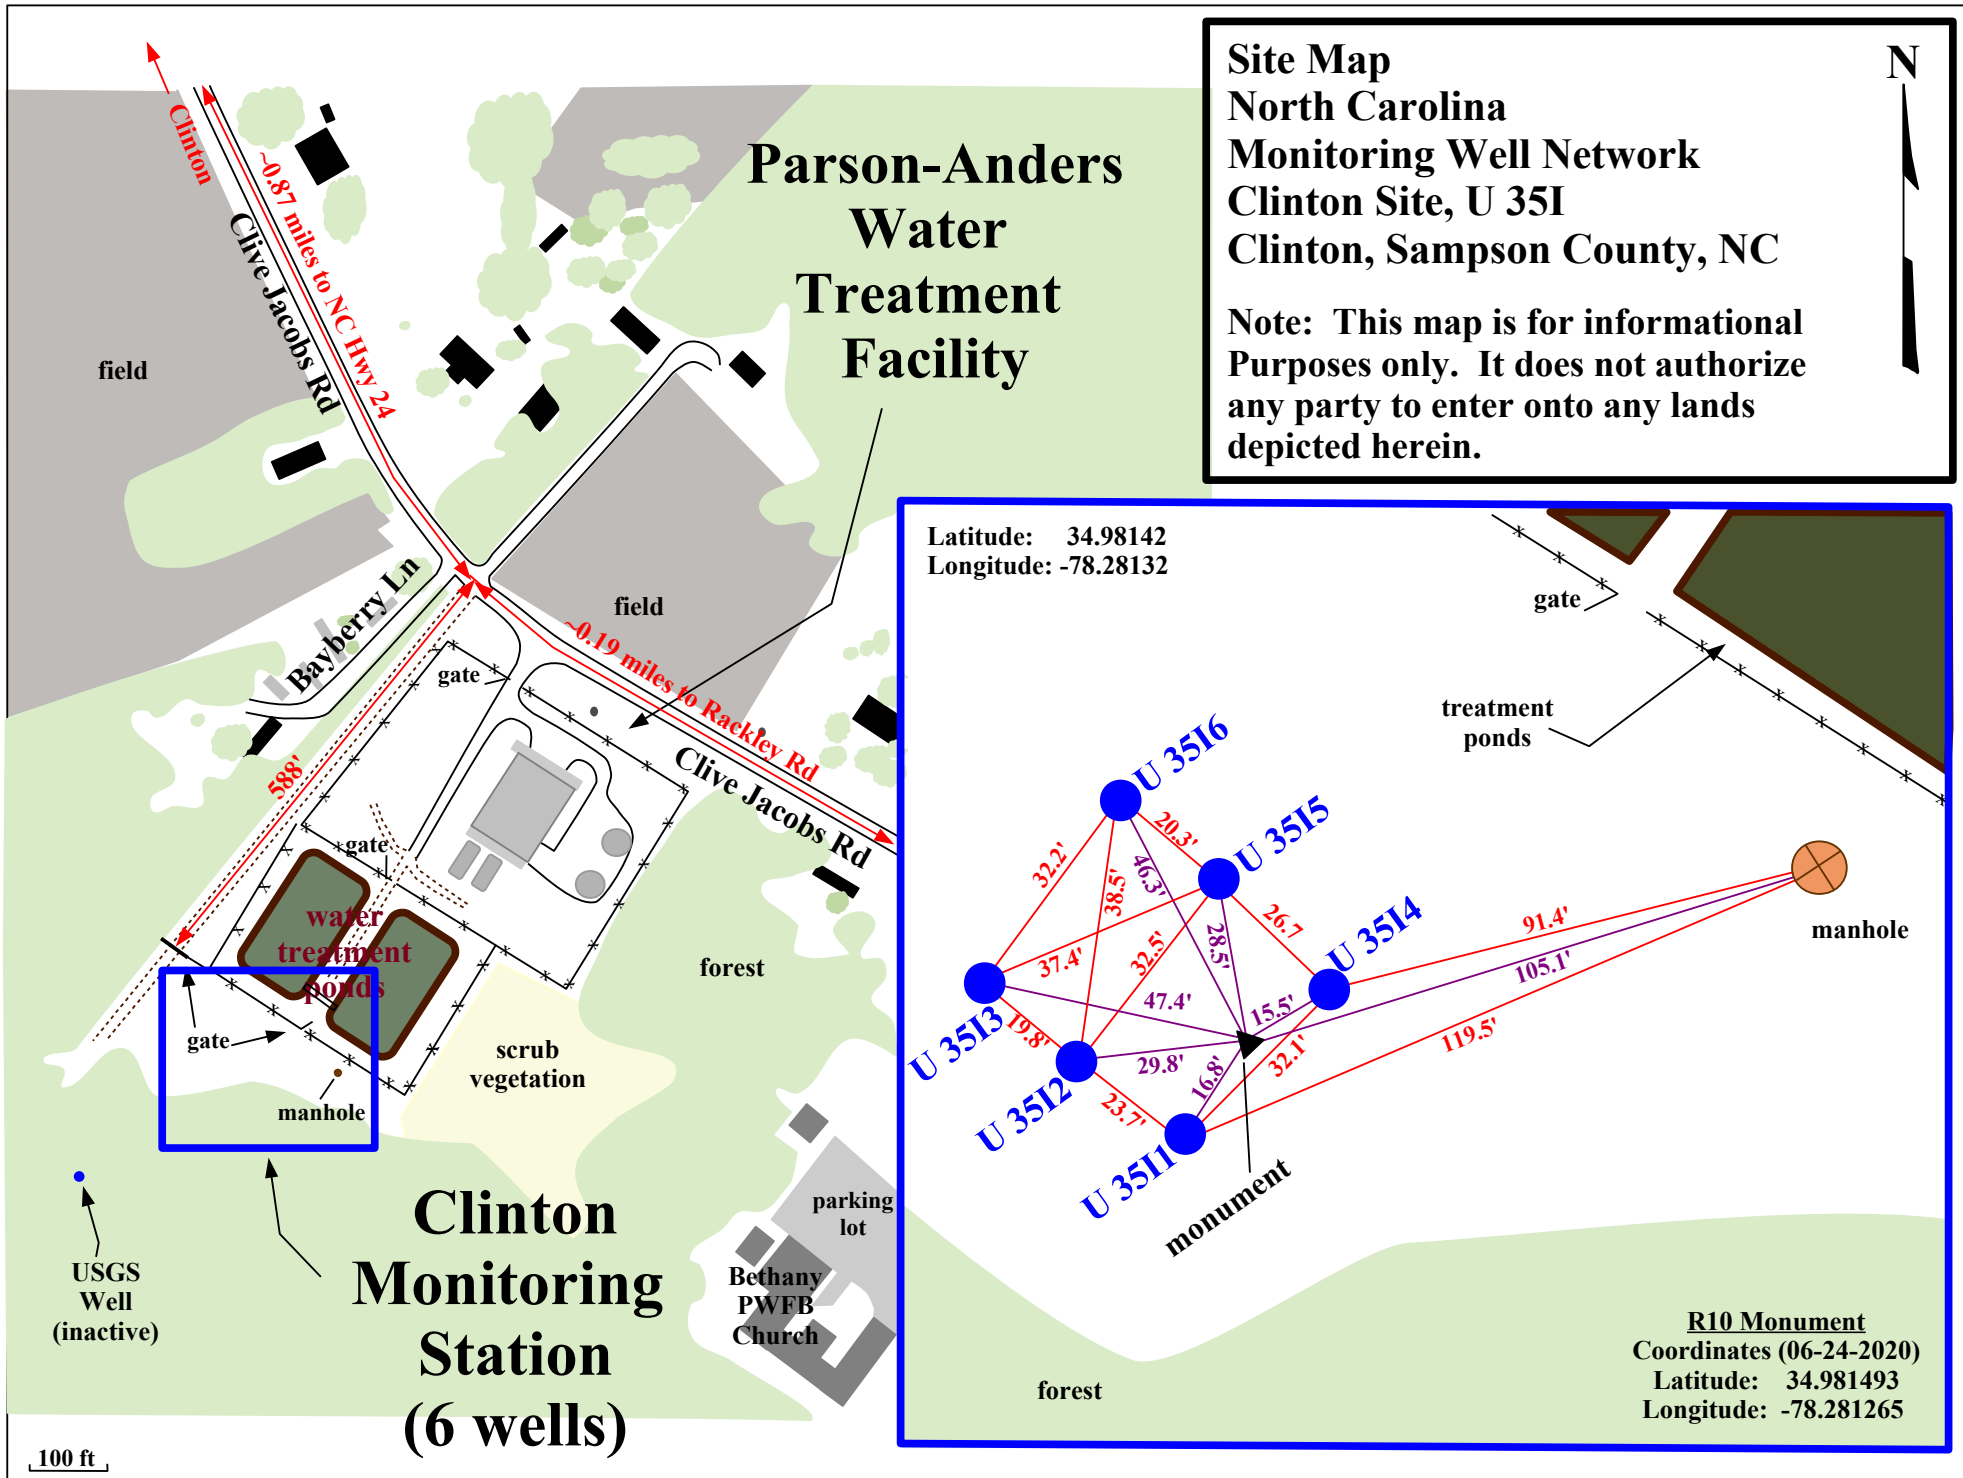 Site Map
North Carolina
Monitoring Well Network
Clinton Site, U 35I
Clinton, Sampson County, NC
Note: This map is for informational
Purposes only. It does not authorize
any party to enter onto any lands
depicted herein.
N
Clinton
~0.87 miles to NC Hwy 24
Clive Jacobs Rd
field
Parson-Anders
Water
Treatment
Facility
field
Bayberry Ln
~0.19 miles to Rackley Rd
Clive Jacobs Rd
gate
588'
gate
water
treatment
ponds
gate
manhole
scrub
vegetation
forest
USGS
Well
(inactive)
Clinton
Monitoring
Station
(6 wells)
parking
lot
Bethany
PWFB
Church
100 ft
Latitude: 34.98142
Longitude: -78.28132
gate
treatment
ponds
U 35I6
U 35I5
U 35I4
U 35I3
U 35I2
U 35I1
32.2'
20.3'
46.3'
38.5'
26.7
37.4'
32.5'
28.5'
47.4'
15.5'
19.8'
29.8'
32.1'
16.8'
23.7'
91.4'
105.1'
119.5'
manhole
monument
forest
R10 Monument
Coordinates (06-24-2020)
Latitude: 34.981493
Longitude: -78.281265